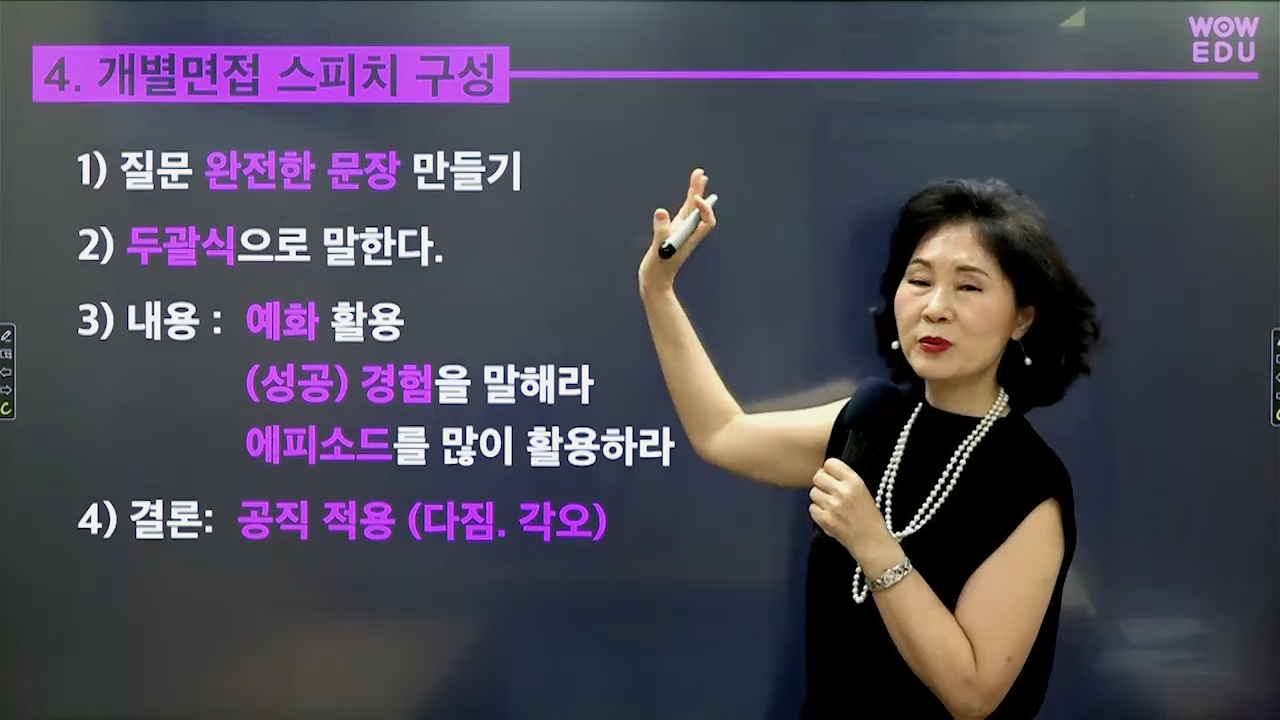 WOW
EDU
4. 개별면접 스피치 구성
1) 질문 완전한 문장 만들기
2) 두괄식으로 말한다.
3) 내용 : 예화 활용
(성공) 경험을 말해라
에피소드를 많이 활용하라
4) 결론: 공직 적용 (다짐. 각오)